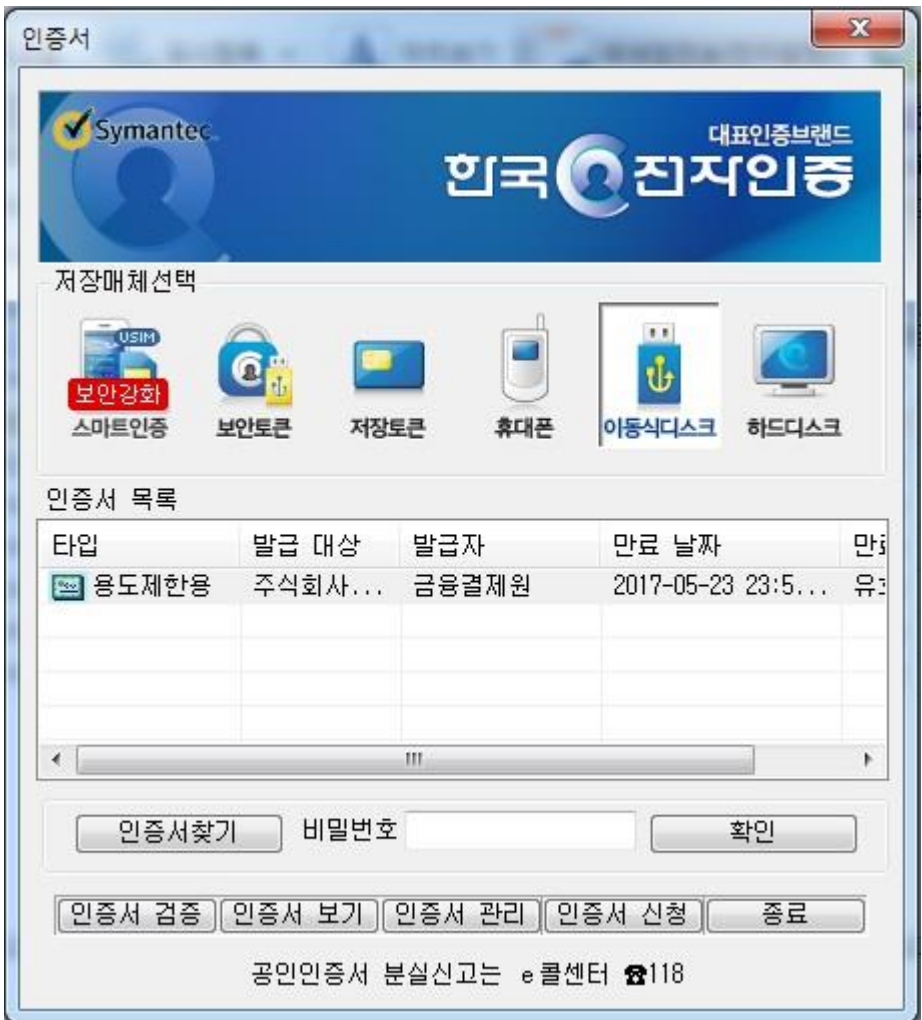 인증서
Symantec
대표인증브랜드
한국전자인증
저장매체선택
USIM
보안강화
스마트인증 보안토큰 저장토큰 휴대폰 이동식디스크 하드디스크
인증서 목록
타입 발급 대상 발급자 만료 날짜
용도제한용 주식회사... 금융결제원 2017-05-23 23:5...
인증서찾기 비밀번호 확인
인증서 검증 인증서 보기 인증서 관리 인증서 신청 종료
공인인증서 분실신고는 e콜센터 ☎118